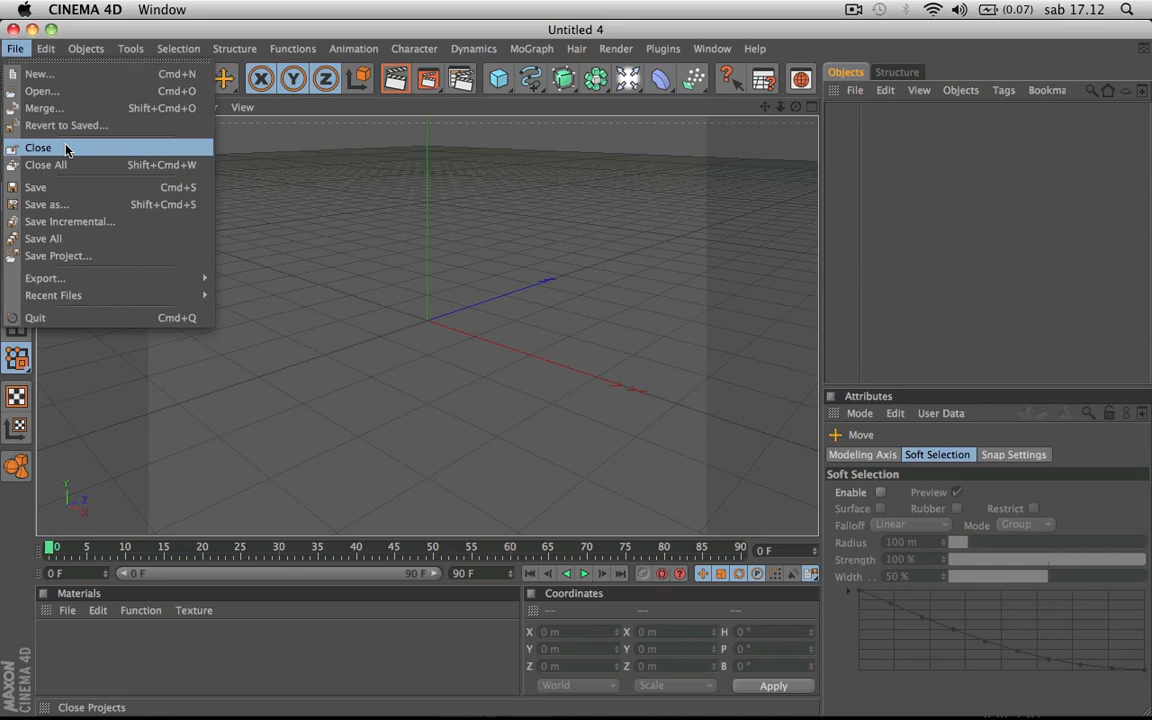 CINEMA 4D Window (0.07) sab 17.12
Untitled 4
File Edit Objects Tools Selection Structure Functions Animation Character Dynamics MoGraph Hair Render Plugins Window Help
New... Cmd+N
Open... Cmd+O
Merge... Shift+Cmd+O
Revert to Saved...
Close
Close All Shift+Cmd+W
Save Cmd+S
Save as... Shift+Cmd+S
Save Incremental...
Save All
Save Project...
Export...
Recent Files
Quit Cmd+Q
X Y Z
View
Objects Structure
File Edit View Objects Tags Bookma
Y
Z
X
Attributes
Mode Edit User Data
Move
Modeling Axis Soft Selection Snap Settings
Soft Selection
Enable Preview
Surface Rubber Restrict
Falloff Linear Mode Group
Radius 100 m
Strength 100 %
Width . . 50 %
0 5 10 15 20 25 30 35 40 45 50 55 60 65 70 75 80 85 90 0 F
0 F 0 F 90 F 90 F
Materials
File Edit Function Texture
Coordinates
-- -- --
X 0 m X 0 m H 0 °
Y 0 m Y 0 m P 0 °
Z 0 m Z 0 m B 0 °
World Scale Apply
MAXON
CINEMA 4D
Close Projects